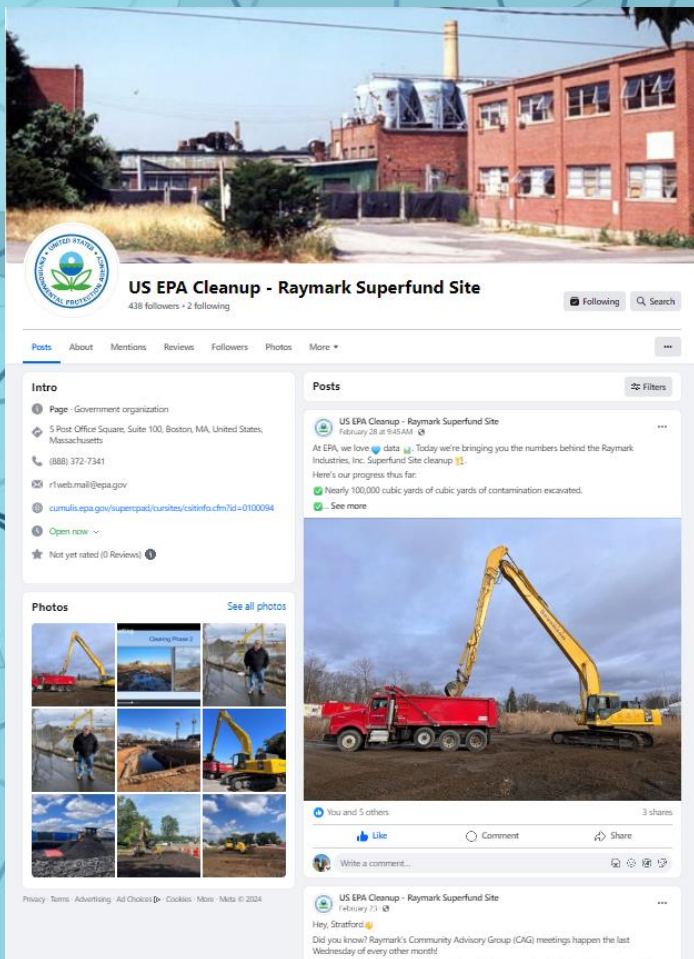 UNITED STATES
ENVIRONMENTAL PROTECTION AGENCY
US EPA Cleanup - Raymark Superfund Site
438 followers • 2 following
Following
Search
Posts About Mentions Reviews Followers Photos More
Intro
Page · Government organization
5 Post Office Square, Suite 100, Boston, MA, United States,
Massachusetts
(888) 372-7341
r1web.mail@epa.gov
cumulis.epa.gov/supercpad/cursites/csitinfo.cfm?id=0100094
Open now
Not yet rated (0 Reviews)
Photos
See all photos
Clearing Phase 2
Privacy · Terms · Advertising · Ad Choices · Cookies · More · Meta © 2024
Posts
Filters
US EPA Cleanup - Raymark Superfund Site
February 28 at 9:45 AM
At EPA, we love data. Today we're bringing you the numbers behind the Raymark
Industries, Inc. Superfund Site cleanup.
Here's our progress thus far:
Nearly 100,000 cubic yards of cubic yards of contamination excavated.
... See more
You and 5 others
3 shares
Like
Comment
Share
Write a comment...
US EPA Cleanup - Raymark Superfund Site
Hey, Stratford
Did you know? Raymark's Community Advisory Group (CAG) meetings happen the last
Wednesday of every other month!